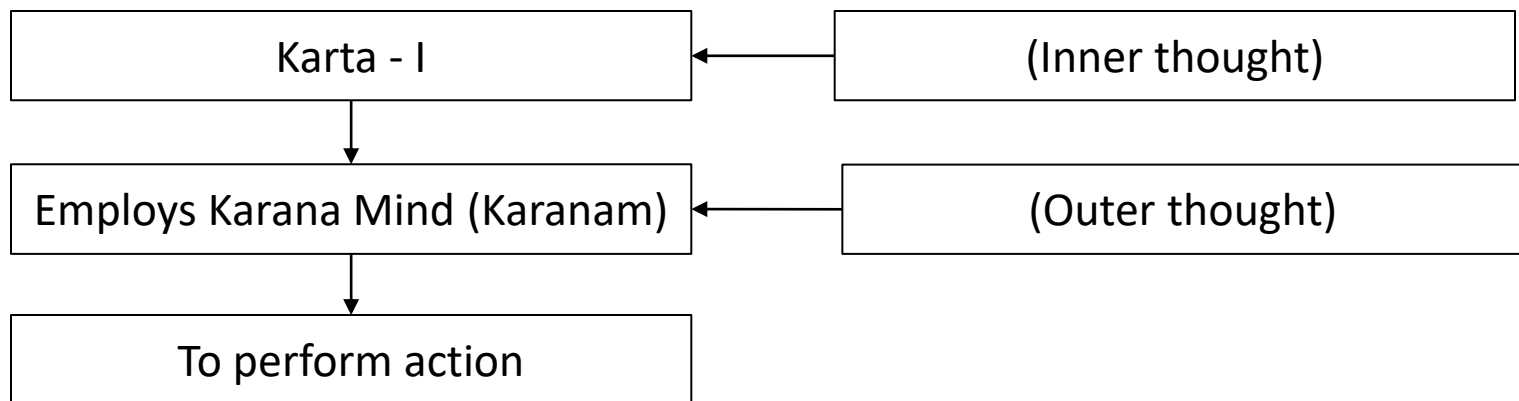 Karta - I
(Inner thought)
Employs Karana Mind (Karanam)
(Outer thought)
To perform action